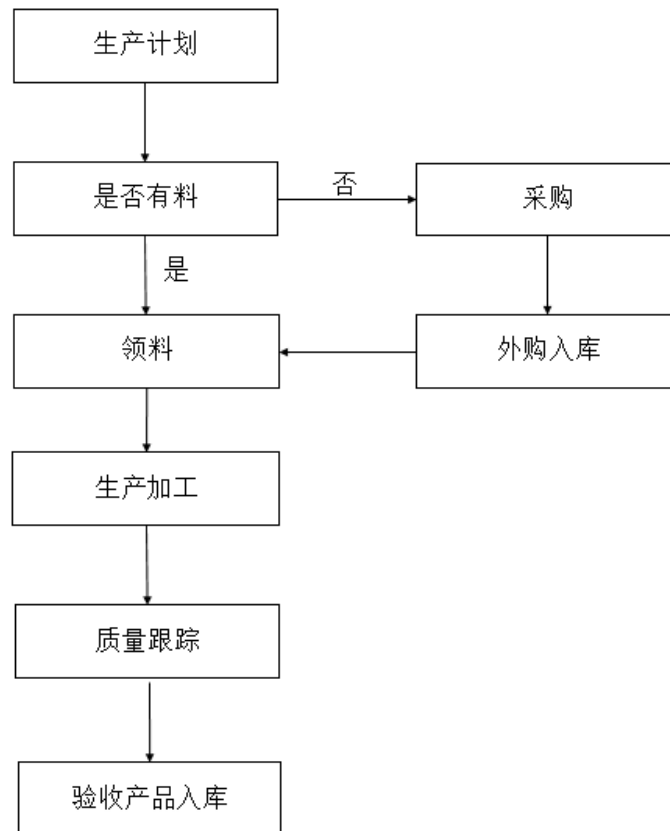 生产计划
是否有料
否
采购
是
领料
外购入库
生产加工
质量跟踪
验收产品入库